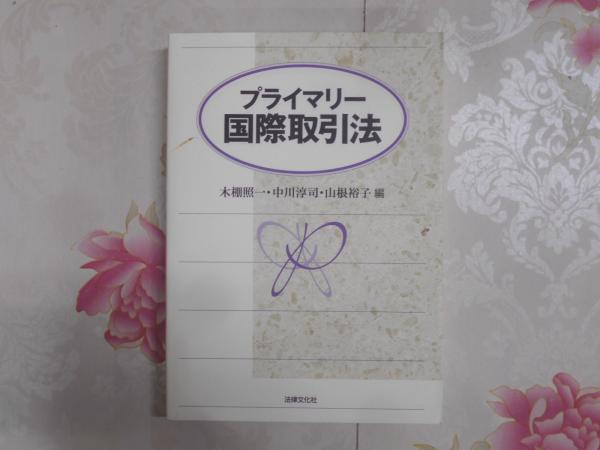 プライマリー
国際取引法
木棚照一・中川淳司・山根裕子 編
法律文化社